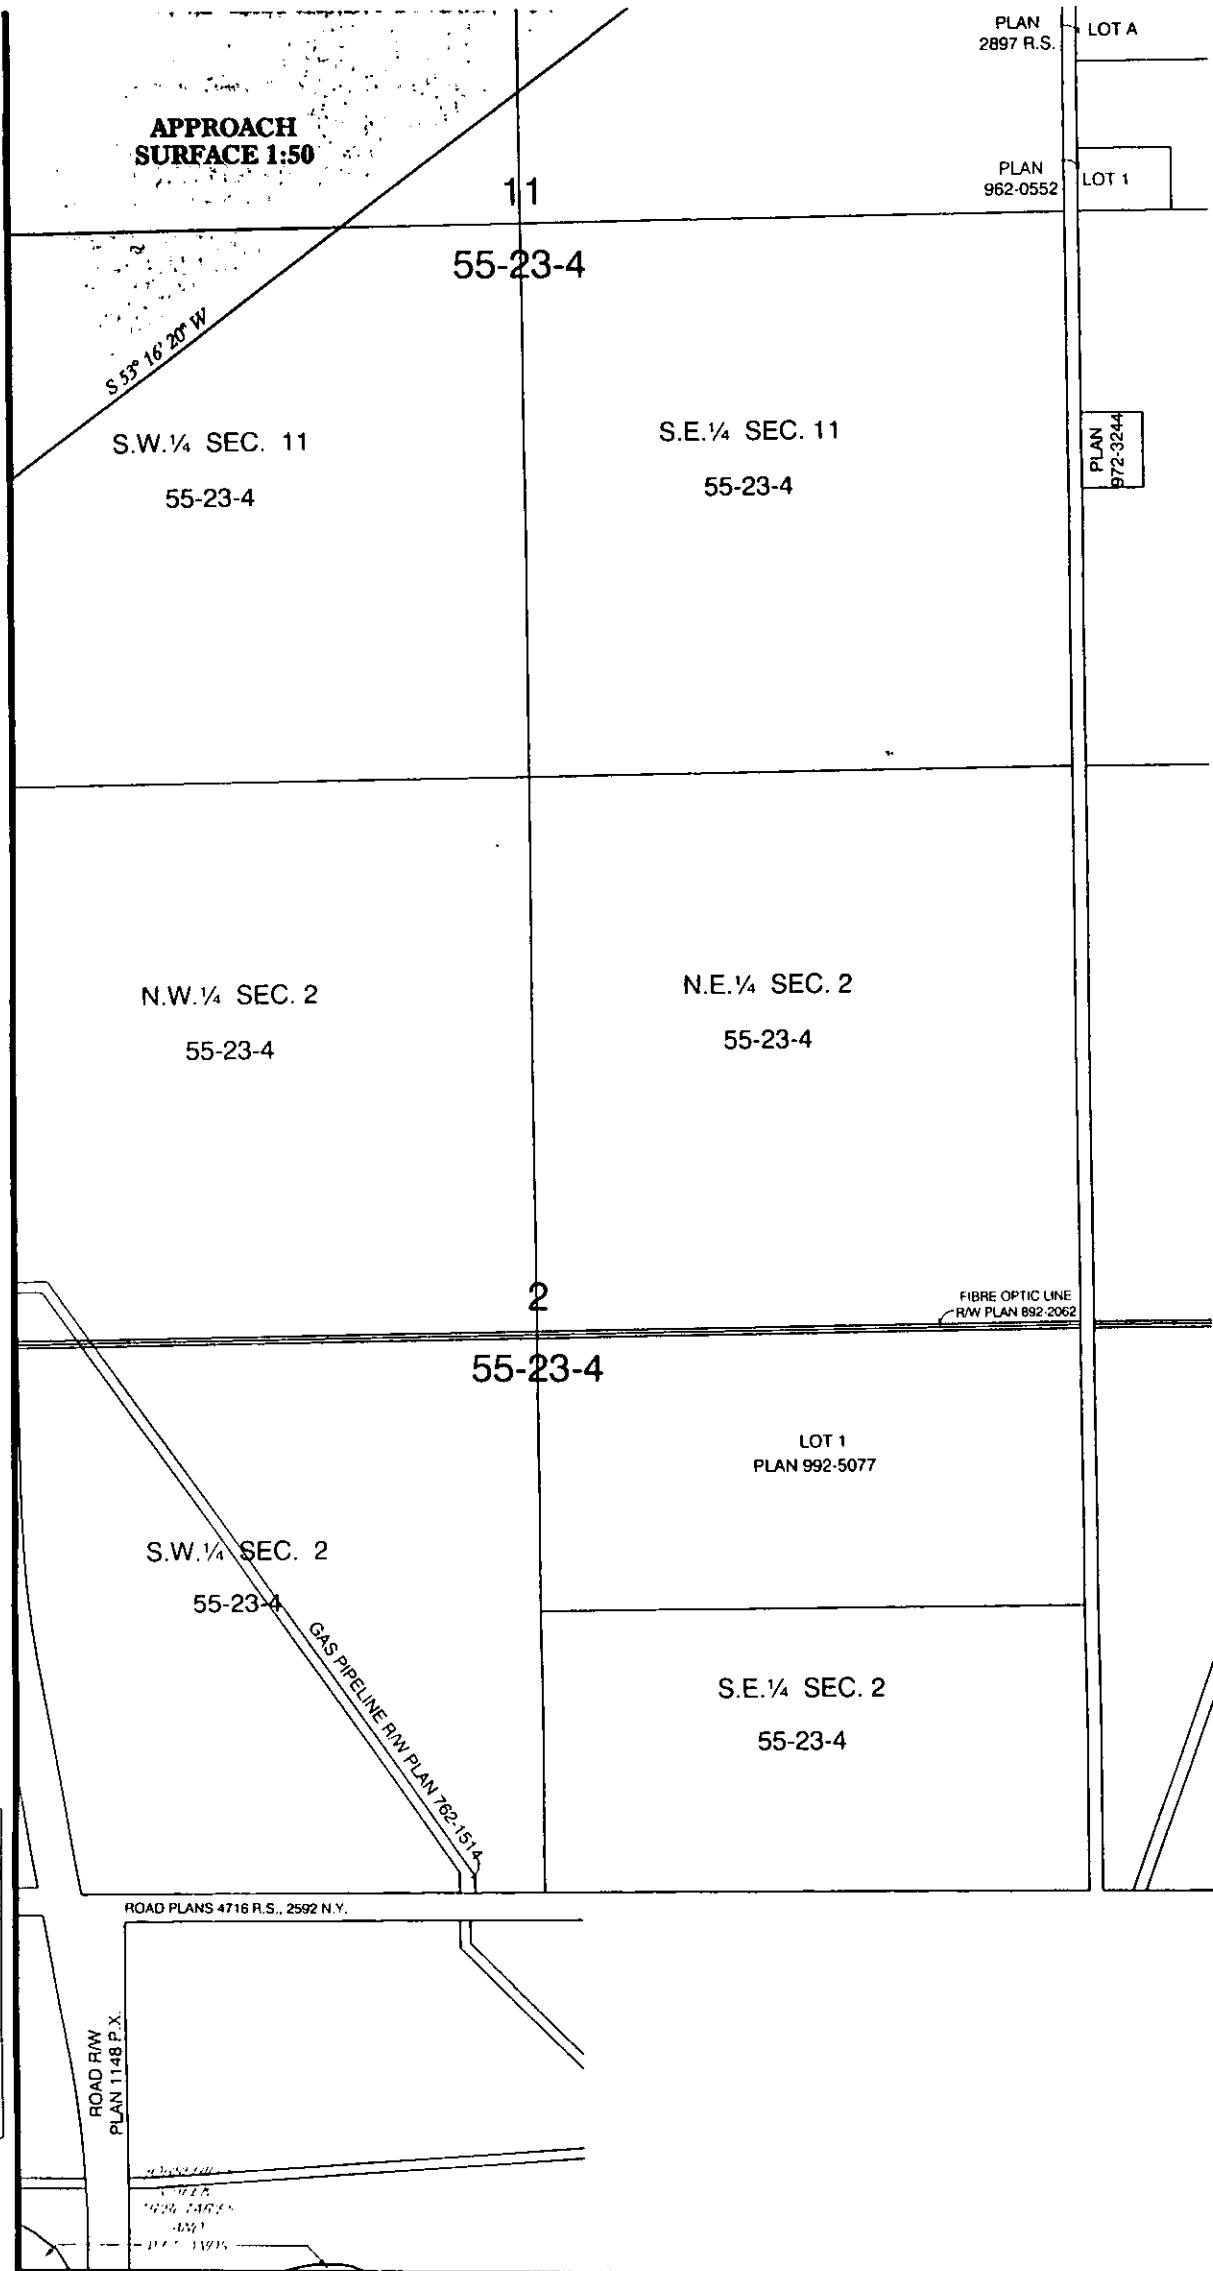 PLAN
2897 R.S.
LOT A
APPROACH
SURFACE 1:50
PLAN
962-0552
LOT 1
11
55-23-4
S 53° 16' 20" W
S.W.¼ SEC. 11
55-23-4
S.E.¼ SEC. 11
55-23-4
PLAN
972-3244
N.W.¼ SEC. 2
55-23-4
N.E.¼ SEC. 2
55-23-4
2
55-23-4
FIBRE OPTIC LINE
R/W PLAN 892-2062
LOT 1
PLAN 992-5077
S.W.¼ SEC. 2
55-23-4
GAS PIPELINE R/W PLAN 762-1514
S.E.¼ SEC. 2
55-23-4
ROAD PLANS 4716 R.S., 2592 N.Y.
ROAD R/W
PLAN 1148 P.X.
AND